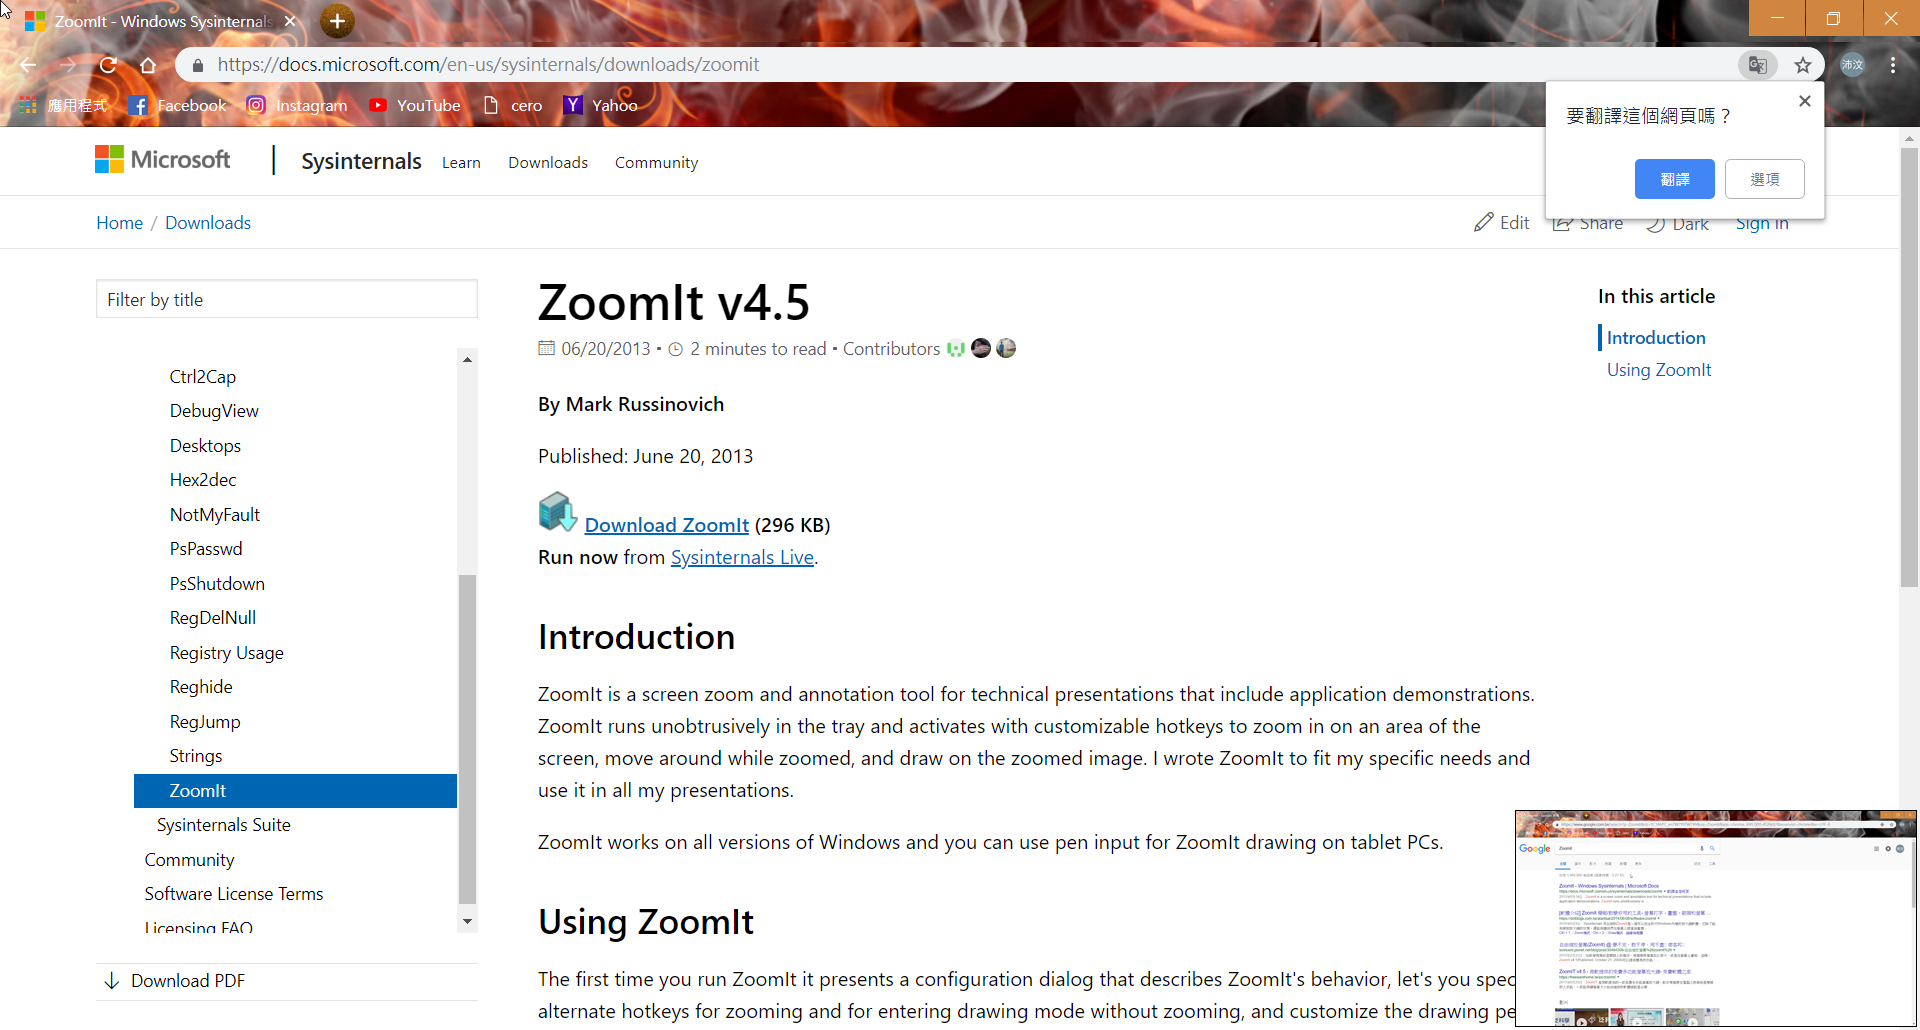 ZoomIt - Windows Sysinternals
https://docs.microsoft.com/en-us/sysinternals/downloads/zoomit
沛汶
應用程式 Facebook Instagram YouTube cero Yahoo
要翻譯這個網頁嗎？
翻譯 選項
Microsoft Sysinternals Learn Downloads Community
Home / Downloads
Edit Share Dark Sign in
Filter by title
Ctrl2Cap
DebugView
Desktops
Hex2dec
NotMyFault
PsPasswd
PsShutdown
RegDelNull
Registry Usage
Reghide
RegJump
Strings
ZoomIt
Sysinternals Suite
Community
Software License Terms
Licensing FAQ
Download PDF
ZoomIt v4.5
06/20/2013 • 2 minutes to read • Contributors
By Mark Russinovich
Published: June 20, 2013
Download ZoomIt (296 KB)
Run now from Sysinternals Live.
Introduction
ZoomIt is a screen zoom and annotation tool for technical presentations that include application demonstrations.
ZoomIt runs unobtrusively in the tray and activates with customizable hotkeys to zoom in on an area of the
screen, move around while zoomed, and draw on the zoomed image. I wrote ZoomIt to fit my specific needs and
use it in all my presentations.
ZoomIt works on all versions of Windows and you can use pen input for ZoomIt drawing on tablet PCs.
Using ZoomIt
The first time you run ZoomIt it presents a configuration dialog that describes ZoomIt's behavior, let's you spec
alternate hotkeys for zooming and for entering drawing mode without zooming, and customize the drawing pe
In this article
Introduction
Using ZoomIt
Google
ZoomIt - Windows Sysinternals | Microsoft Docs